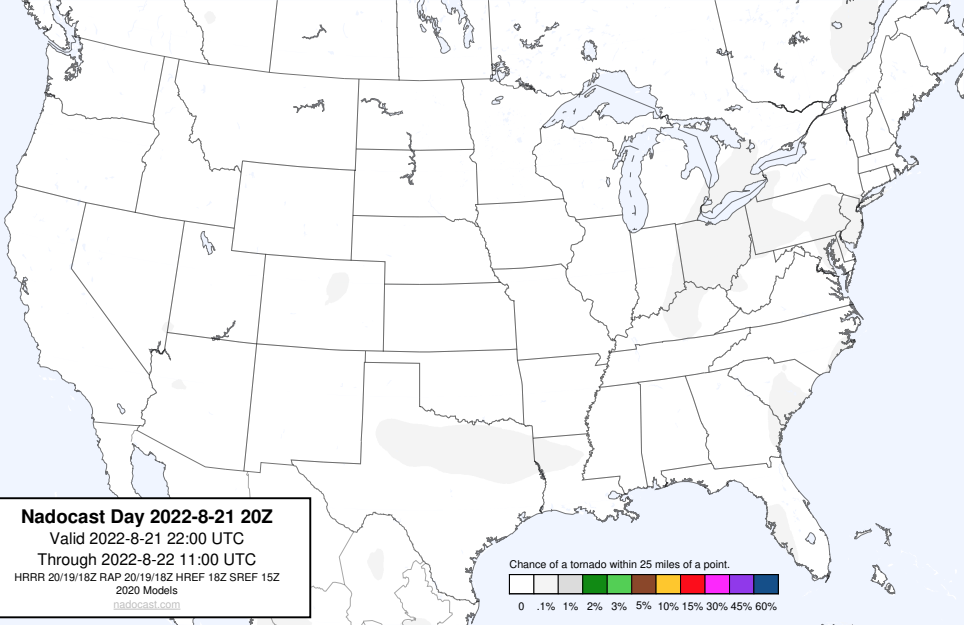 Nadocast Day 2022-8-21 20Z
Valid 2022-8-21 22:00 UTC
Through 2022-8-22 11:00 UTC
HRRR 20/19/18Z RAP 20/19/18Z HREF 18Z SREF 15Z
2020 Models
nadocast.com
Chance of a tornado within 25 miles of a point.
0 .1% 1% 2% 3% 5% 10% 15% 30% 45% 60%